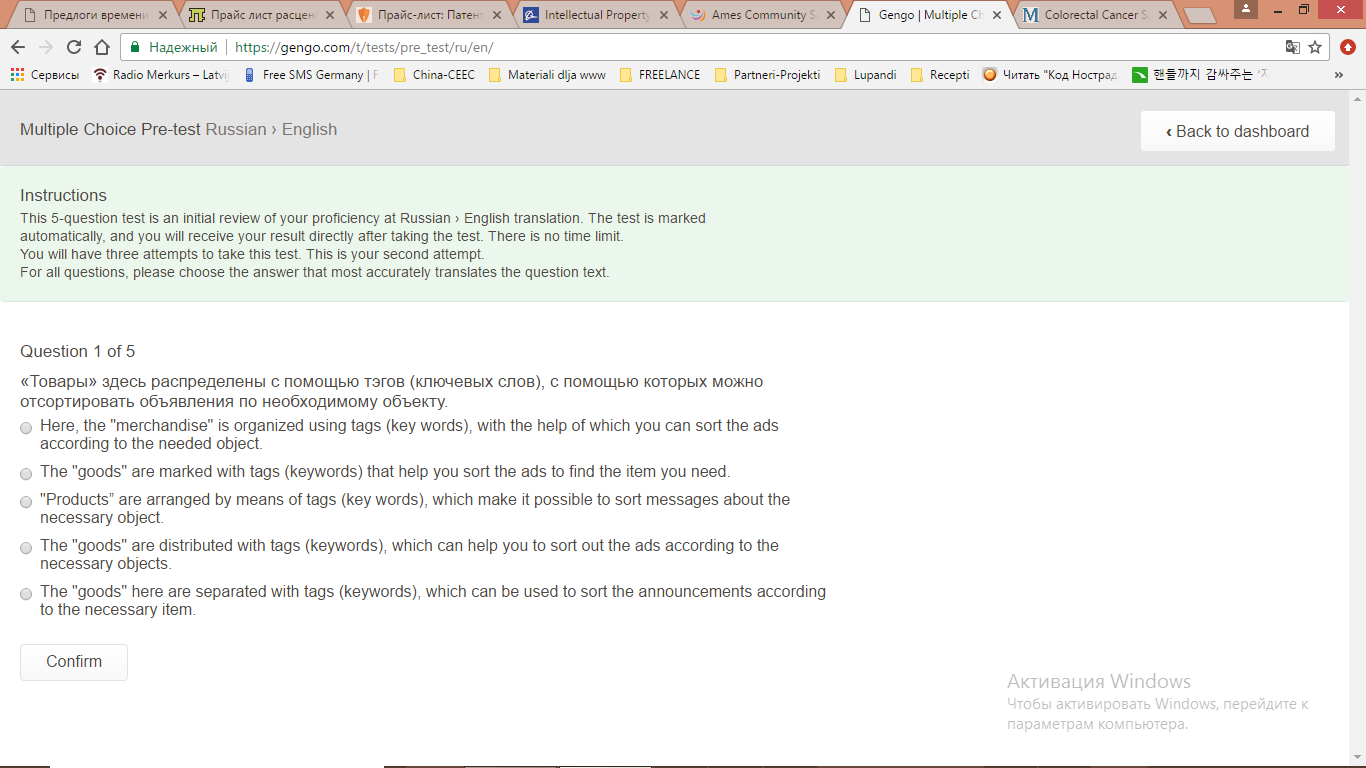 Предлоги времени
Прайс лист расцен
Прайс-лист: Патент
Intellectual Property
Ames Community S
Gengo | Multiple Ch
Colorectal Cancer S
Надежный
https://gengo.com/t/tests/pre_test/ru/en/
Сервисы
Radio Merkurs – Latvij
Free SMS Germany | F
China-CEEC
Materiali dlja www
FREELANCE
Partneri-Projekti
Lupandi
Recepti
Читать "Код Нострад
핸들까지 감싸주는
»
Multiple Choice Pre-test Russian › English
‹ Back to dashboard
Instructions
This 5-question test is an initial review of your proficiency at Russian › English translation. The test is marked
automatically, and you will receive your result directly after taking the test. There is no time limit.
You will have three attempts to take this test. This is your second attempt.
For all questions, please choose the answer that most accurately translates the question text.
Question 1 of 5
«Товары» здесь распределены с помощью тэгов (ключевых слов), с помощью которых можно
отсортировать объявления по необходимому объекту.
Here, the "merchandise" is organized using tags (key words), with the help of which you can sort the ads
according to the needed object.
The "goods" are marked with tags (keywords) that help you sort the ads to find the item you need.
"Products” are arranged by means of tags (key words), which make it possible to sort messages about the
necessary object.
The "goods" are distributed with tags (keywords), which can help you to sort out the ads according to the
necessary objects.
The "goods" here are separated with tags (keywords), which can be used to sort the announcements according
to the necessary item.
Confirm
Активация Windows
Чтобы активировать Windows, перейдите к
параметрам компьютера.